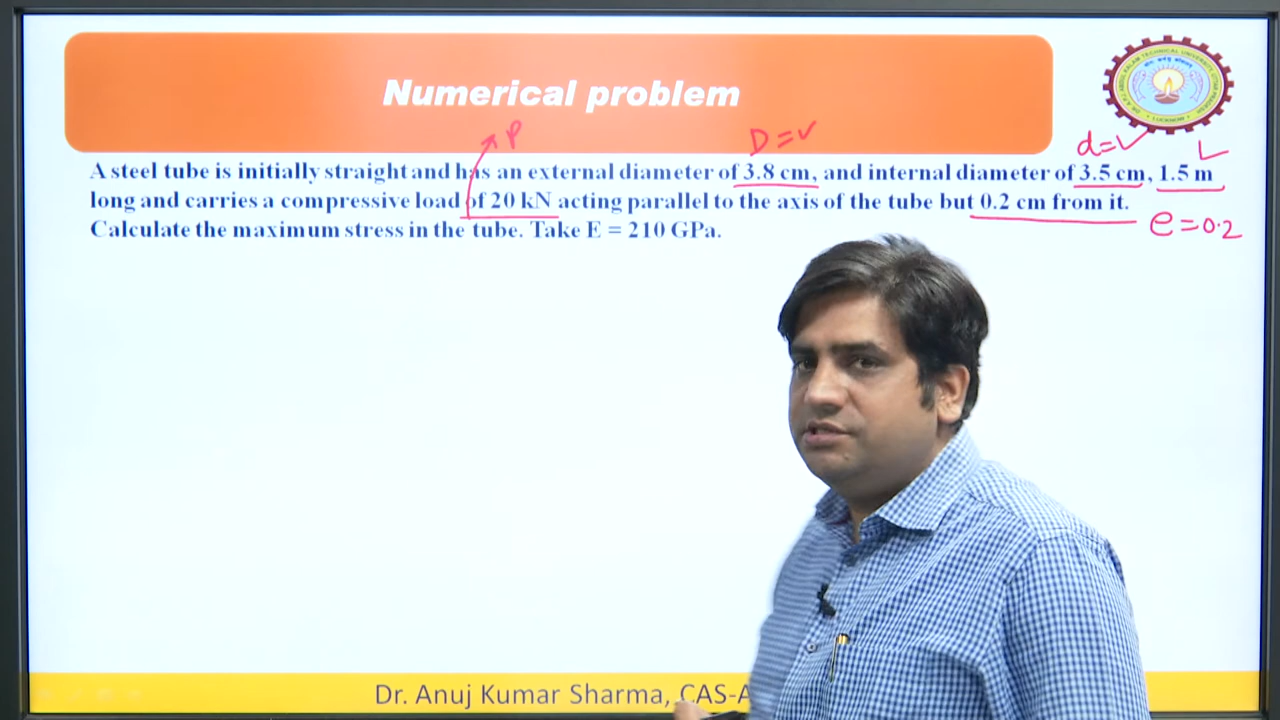 Numerical problem
P
D = ✓
d = ✓
✓
A steel tube is initially straight and has an external diameter of 3.8 cm, and internal diameter of 3.5 cm, 1.5 m
long and carries a compressive load of 20 kN acting parallel to the axis of the tube but 0.2 cm from it.
e = 0.2
Calculate the maximum stress in the tube. Take E = 210 GPa.
Dr. Anuj Kumar Sharma, CAS-A